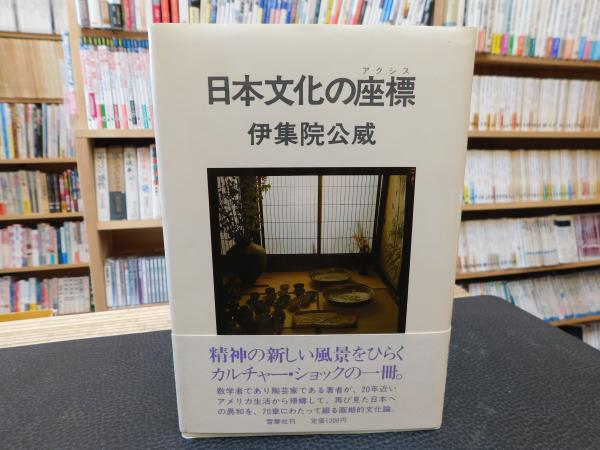 アクシス
日本文化の座標
伊集院公威
精神の新しい風景をひらく
カルチャー・ショックの一冊。
数学者であり陶芸家である著者が、20年近い
アメリカ生活から帰郷して、再び見た日本へ
の異和を、70章にわたって綴る画期的文化論。
雪華社刊 定価1200円